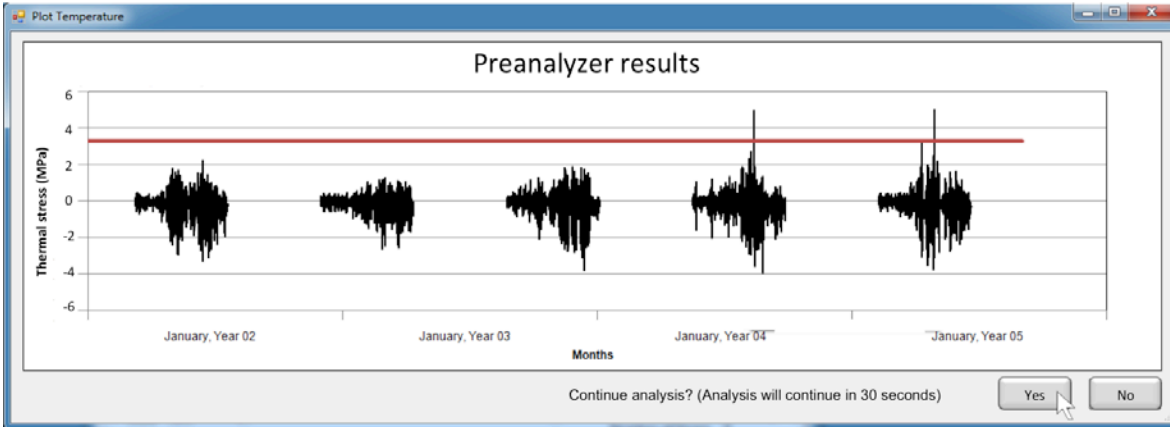 Plot Temperature
Preanalyzer results
Thermal stress (MPa)
6
4
2
0
-2
-4
-6
January, Year 02 January, Year 03 January, Year 04 January, Year 05
Months
Continue analysis? (Analysis will continue in 30 seconds) Yes No